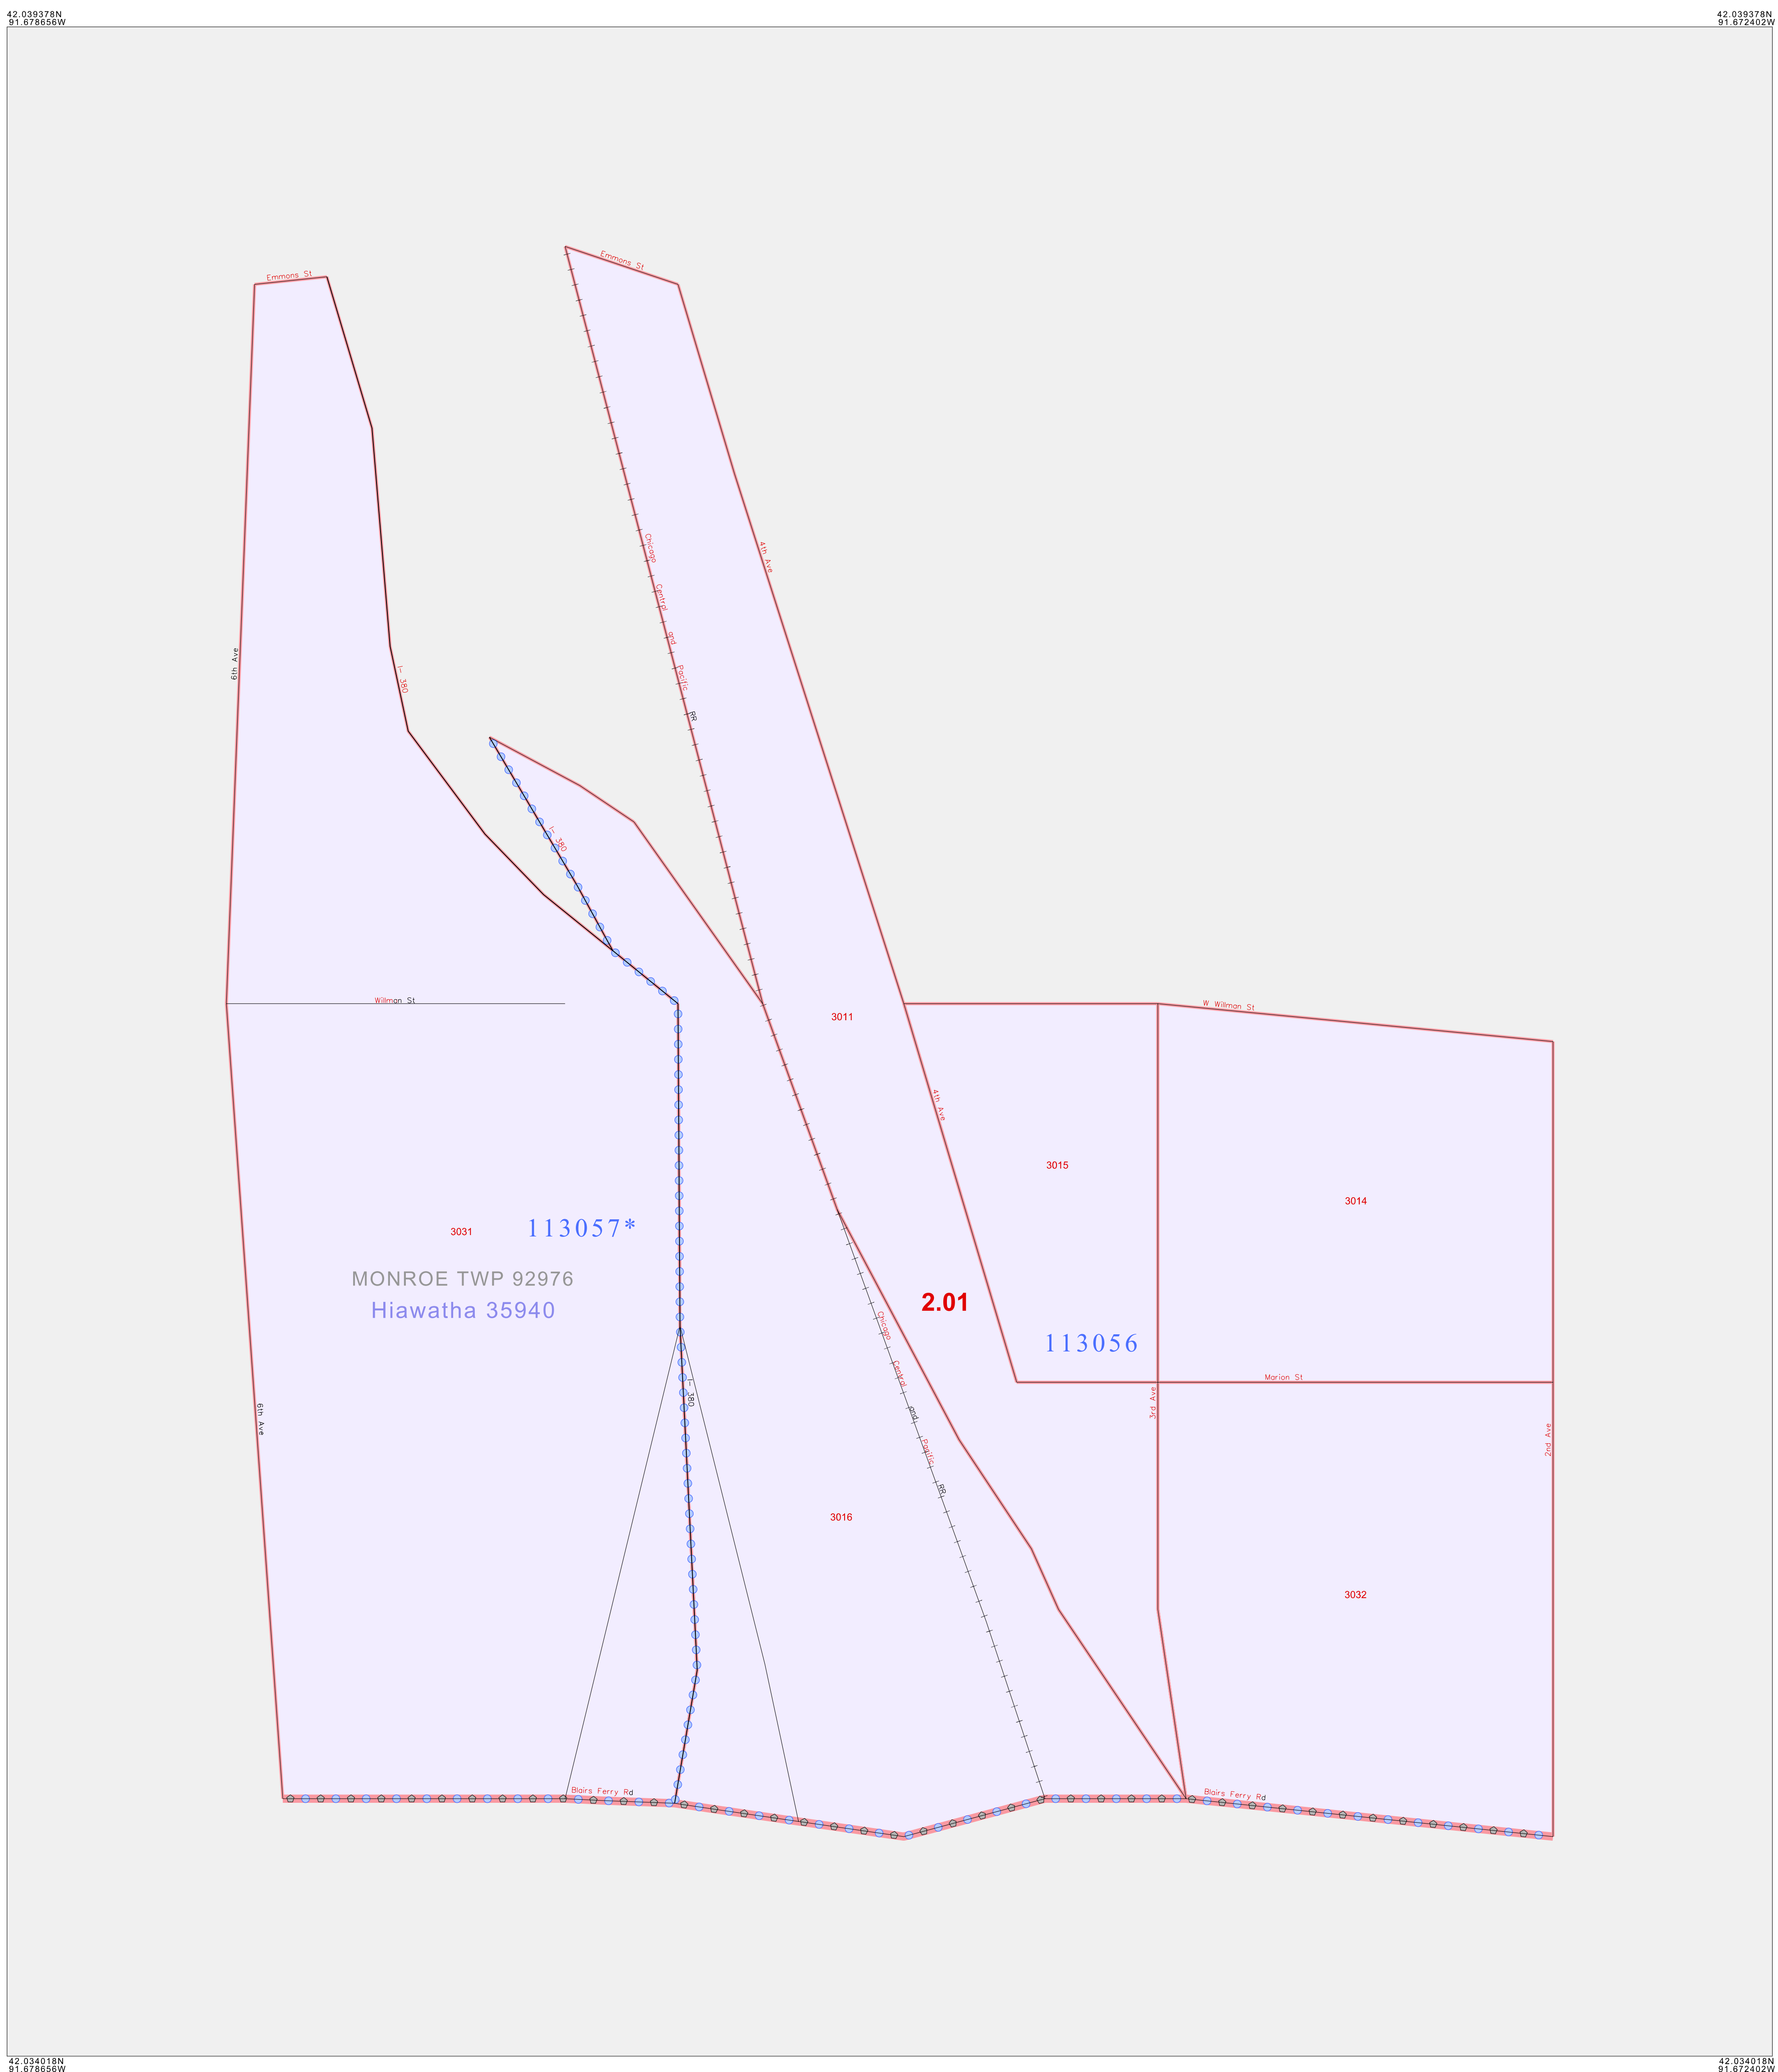 42.039378N
91.678656W
42.039378N
91.672402W
Emmons St
Emmons St
Chicago Central and Pacific RR
4th Ave
6th Ave
I- 380
I- 380
Willman St
W Willman St
3011
4th Ave
3015
3014
3031
113057*
MONROE TWP 92976
Hiawatha 35940
2.01
113056
Chicago Central and Pacific RR
Marion St
I- 380
3rd Ave
6th Ave
2nd Ave
3016
3032
Blairs Ferry Rd
Blairs Ferry Rd
42.034018N
91.678656W
42.034018N
91.672402W